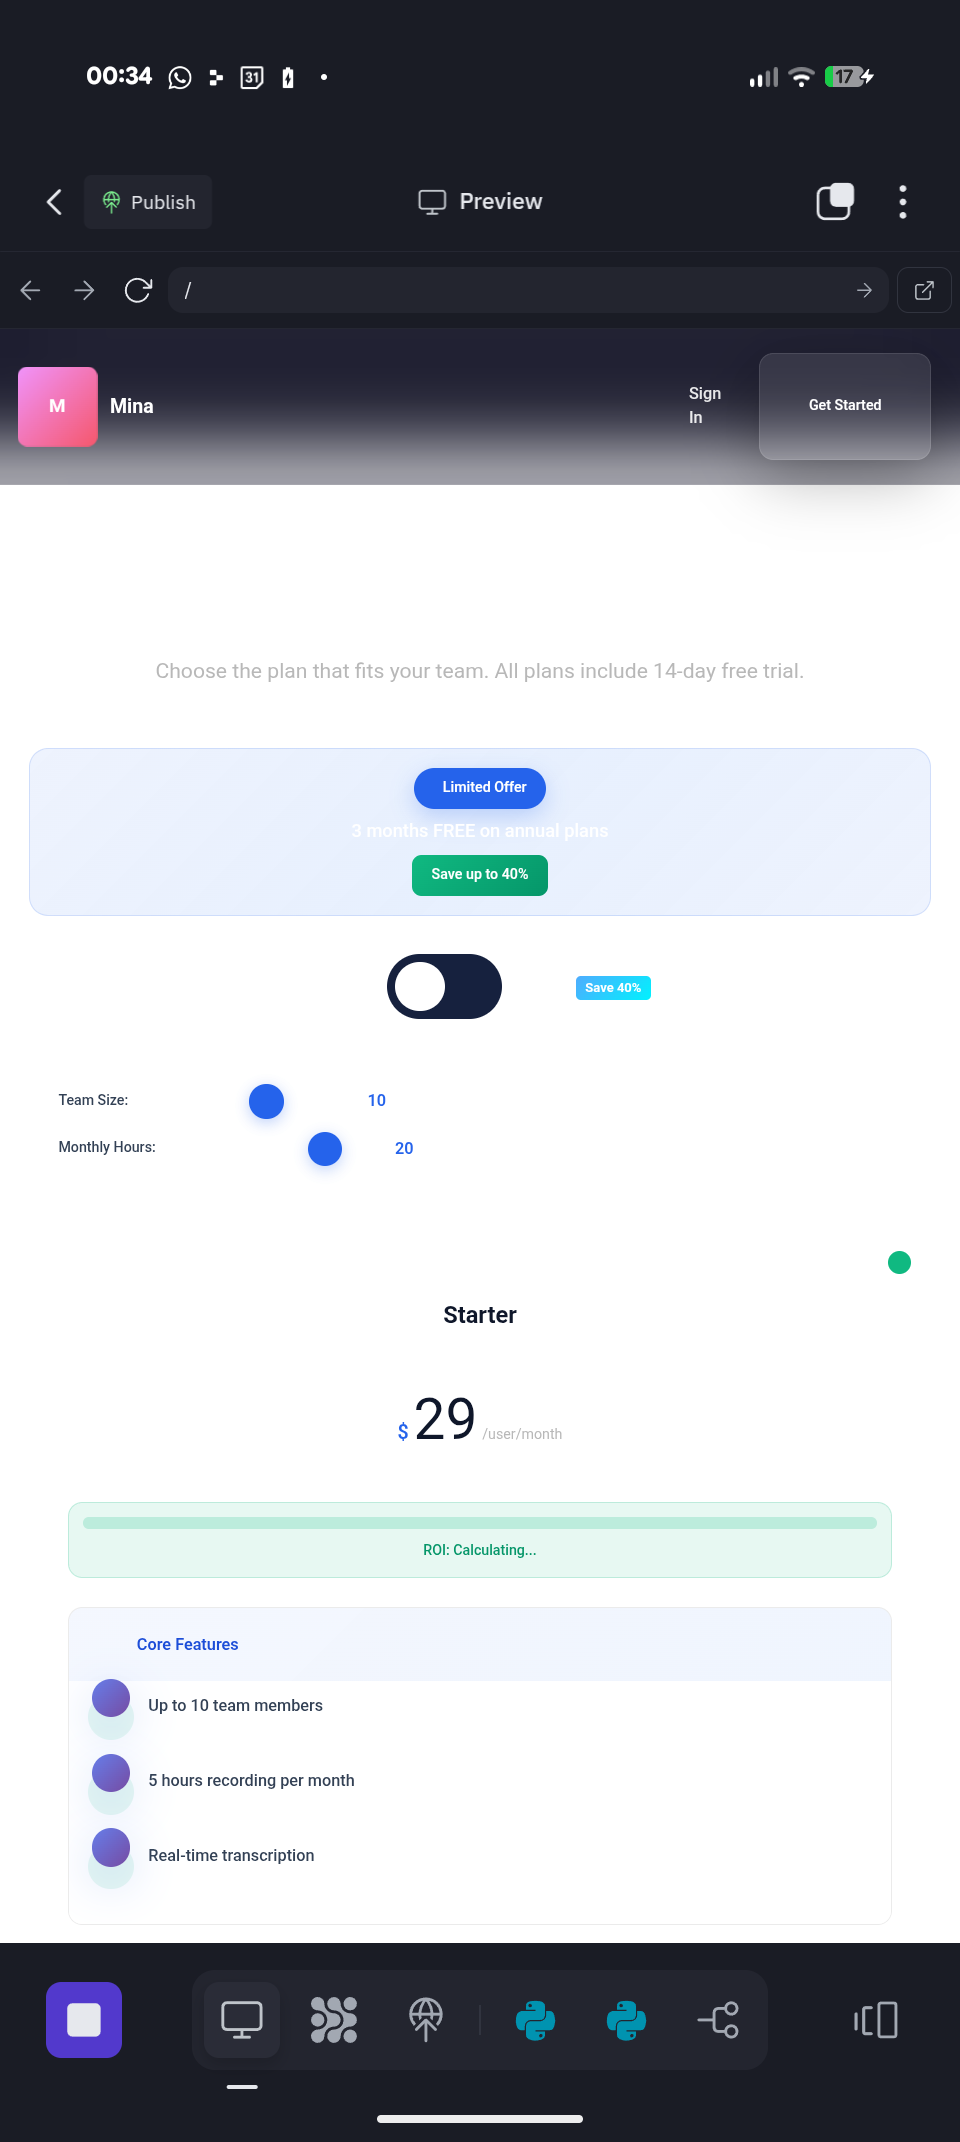 00:34
31
17
Publish
Preview
/
M
Mina
Sign
In
Get Started
Choose the plan that fits your team. All plans include 14-day free trial.
Limited Offer
3 months FREE on annual plans
Save up to 40%
Save 40%
Team Size:
10
Monthly Hours:
20
Starter
$29 /user/month
ROI: Calculating...
Core Features
Up to 10 team members
5 hours recording per month
Real-time transcription